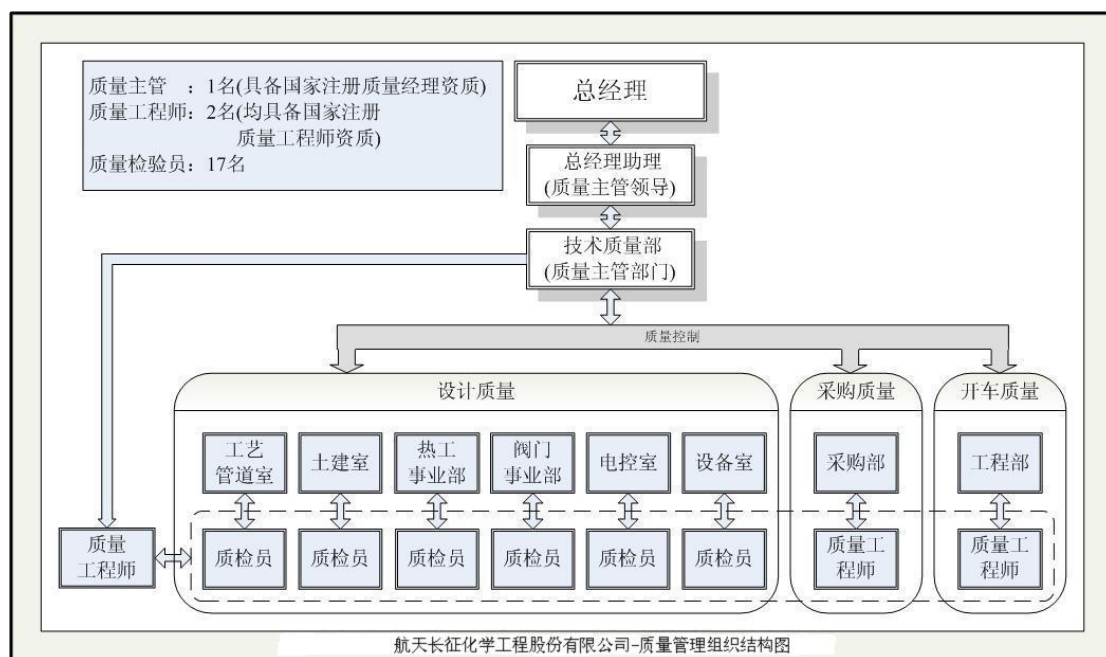 质量主管 ：1名(具备国家注册质量经理资质)
质量工程师：2名(均具备国家注册
质量工程师资质)
质量检验员：17名
总经理
总经理助理
(质量主管领导)
技术质量部
(质量主管部门)
质量控制
设计质量
采购质量
开车质量
工艺
管道室
土建室
热工
事业部
阀门
事业部
电控室
设备室
采购部
工程部
质量
工程师
质检员
质检员
质检员
质检员
质检员
质检员
质量工
程师
质量工
程师
航天长征化学工程股份有限公司-质量管理组织结构图